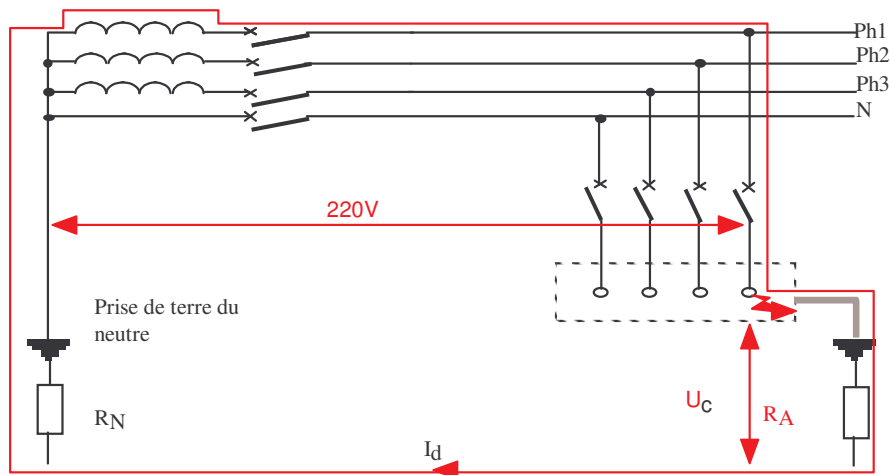 Ph1
Ph2
Ph3
N
220V
Prise de terre du
neutre
RN
Id
Uc
RA